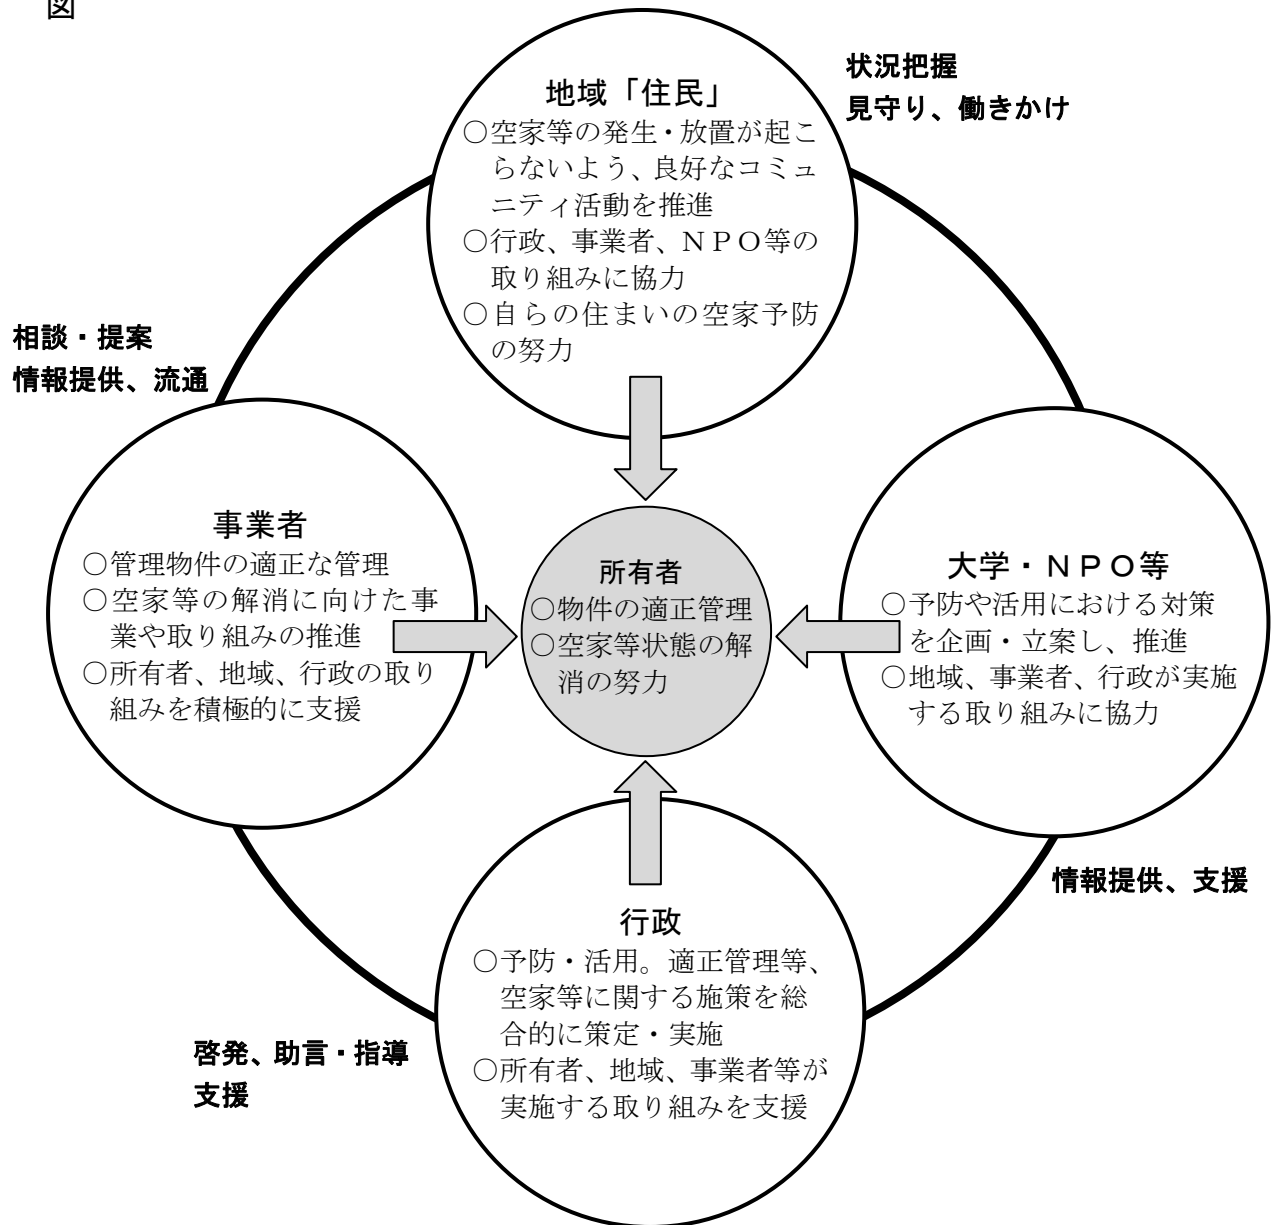 図
地域「住民」
○空家等の発生・放置が起こ
らないよう、良好なコミュ
ニティ活動を推進
○行政、事業者、ＮＰＯ等の
取り組みに協力
○自らの住まいの空家予防
の努力
状況把握
見守り、働きかけ
相談・提案
情報提供、流通
事業者
○管理物件の適正な管理
○空家等の解消に向けた事
業や取り組みの推進
○所有者、地域、行政の取り
組みを積極的に支援
所有者
○物件の適正管理
○空家等状態の解
消の努力
大学・ＮＰＯ等
○予防や活用における対策
を企画・立案し、推進
○地域、事業者、行政が実施
する取り組みに協力
情報提供、支援
行政
○予防・活用。適正管理等、
空家等に関する施策を総
合的に策定・実施
○所有者、地域、事業者等が
実施する取り組みを支援
啓発、助言・指導
支援